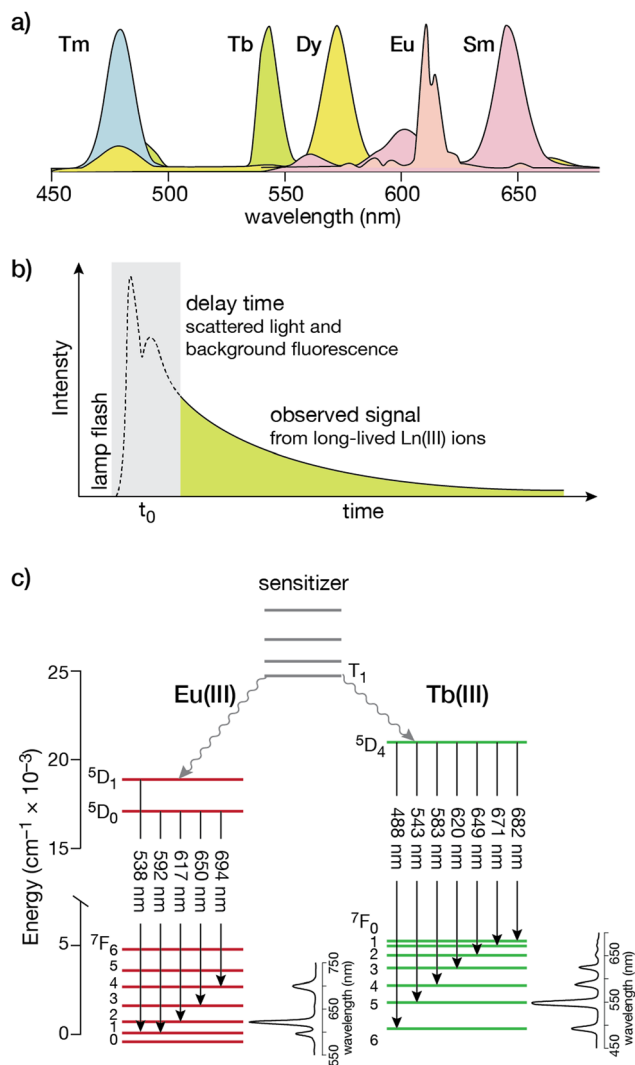 a)
Tm
Tb
Dy
Eu
Sm
450
500
550
600
650
wavelength (nm)
b)
Intensty
lamp flash
delay time
scattered light and
background fluorescence
observed signal
from long-lived Ln(III) ions
t₀
time
c)
sensitizer
T₁
Eu(III)
Tb(III)
Energy (cm⁻¹ × 10⁻³)
25
20
15
5
0
⁵D₁
⁵D₀
538 nm
592 nm
617 nm
650 nm
694 nm
⁷F₆
5
4
3
2
1
0
750
650
550
wavelength (nm)
⁵D₄
488 nm
543 nm
583 nm
620 nm
649 nm
671 nm
682 nm
⁷F₀
1
2
3
4
5
6
650
550
450
wavelength (nm)